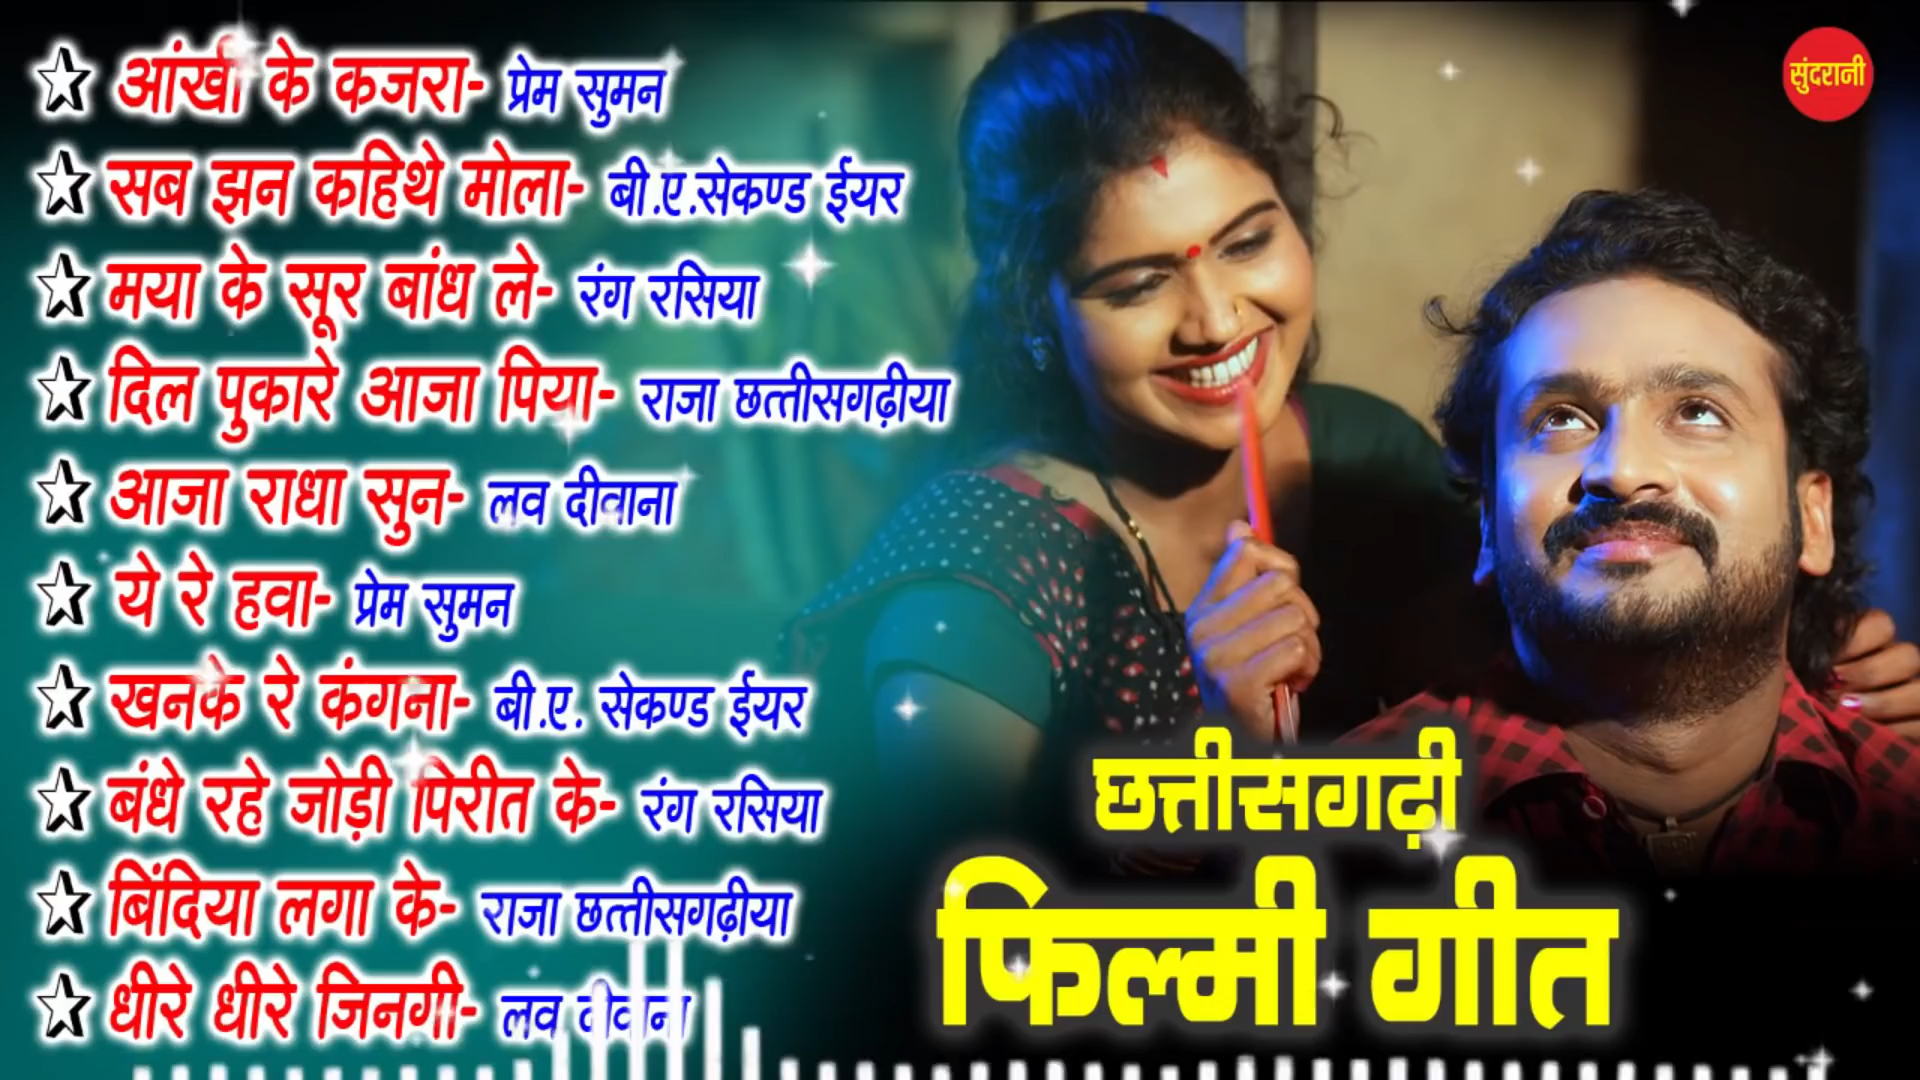 आंखी के कजरा- प्रेम सुमन
सब झन कहिथे मोला- बी.ए.सेकण्ड ईयर
मया के सूर बांध ले- रंग रसिया
दिल पुकारे आजा पिया- राजा छत्तीसगढ़ीया
आजा राधा सुन- लव दीवाना
ये रे हवा- प्रेम सुमन
खनके रे कंगना- बी.ए. सेकण्ड ईयर
बंधे रहे जोड़ी पिरीत के- रंग रसिया
बिंदिया लगा के- राजा छत्तीसगढ़ीया
धीरे धीरे जिनगी- लव दीवाना
सुंदरानी
छत्तीसगढ़ी
फिल्मी गीत